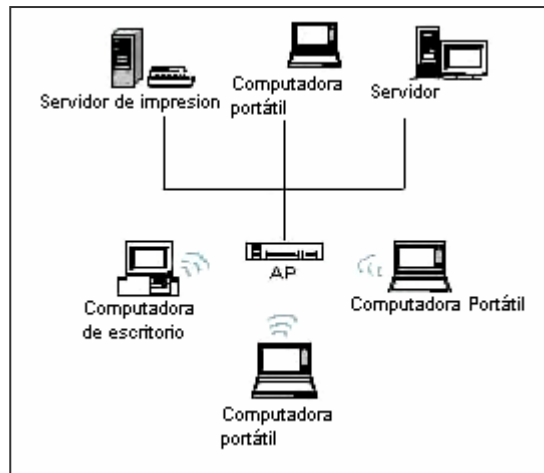 Servidor de impresion
Computadora
portátil
Servidor
AP
Computadora
de escritorio
Computadora Portátil
Computadora
portátil